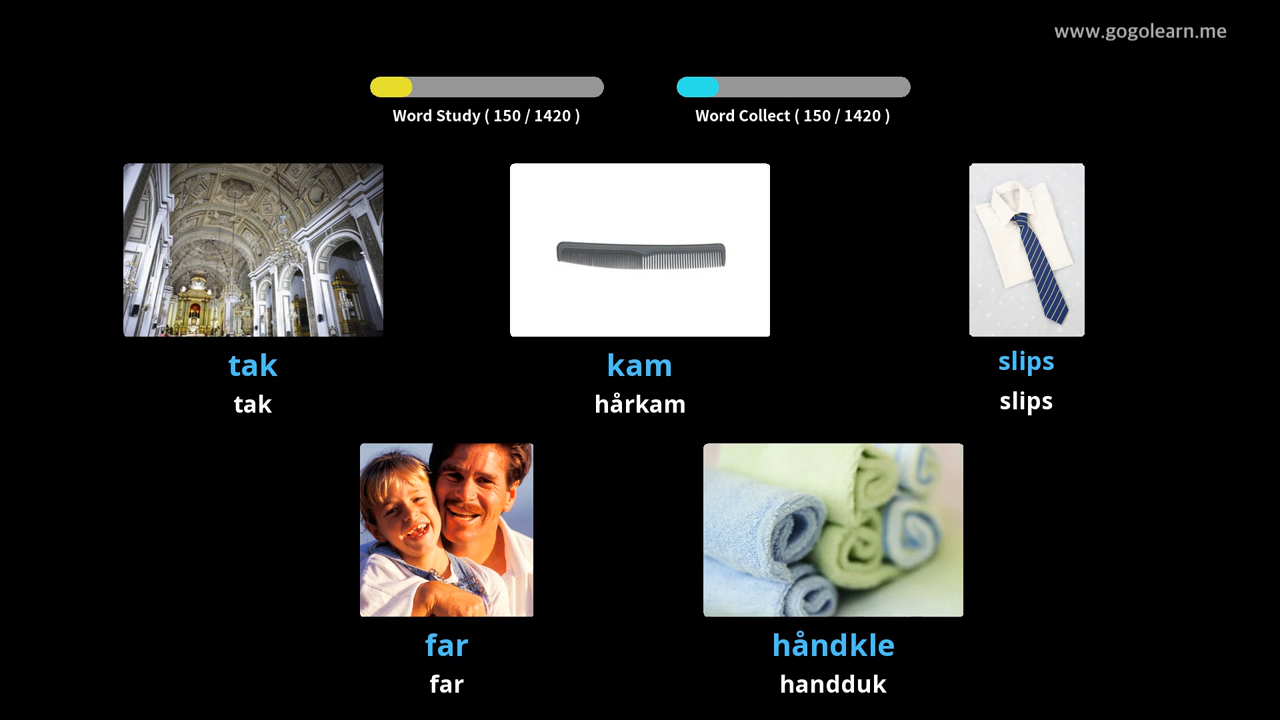 www.gogolearn.me
Word Study ( 150 / 1420 )
Word Collect ( 150 / 1420 )
tak
tak
kam
hårkam
slips
slips
far
far
håndkle
handduk